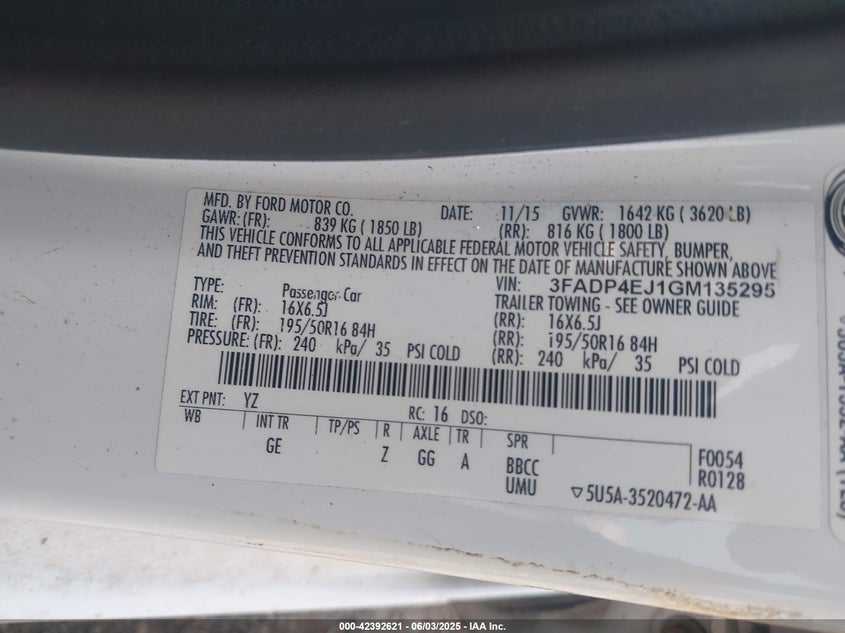 MFD. BY FORD MOTOR CO. DATE: 11/15 GVWR: 1642 KG ( 3620 LB)
GAWR: (FR): 839 KG ( 1850 LB) (RR): 816 KG ( 1800 LB)
THIS VEHICLE CONFORMS TO ALL APPLICABLE FEDERAL MOTOR VEHICLE SAFETY, BUMPER,
AND THEFT PREVENTION STANDARDS IN EFFECT ON THE DATE OF MANUFACTURE SHOWN ABOVE
VIN: 3FADP4EJ1GM135295
TYPE: Passenger Car TRAILER TOWING - SEE OWNER GUIDE
RIM: (FR): 16X6.5J (RR): 16X6.5J
TIRE: (FR): 195/50R16 84H (RR): 195/50R16 84H
PRESSURE: (FR): 240 kPa/ 35 PSI COLD (RR): 240 kPa/ 35 PSI COLD
EXT PNT: YZ RC: 16 DSO:
WB INT TR TP/PS R AXLE TR SPR
GE Z GG A BBCC F0054
UMU R0128
▽5U5A-3520472-AA
000-42392621 - 06/03/2025 - IAA Inc.